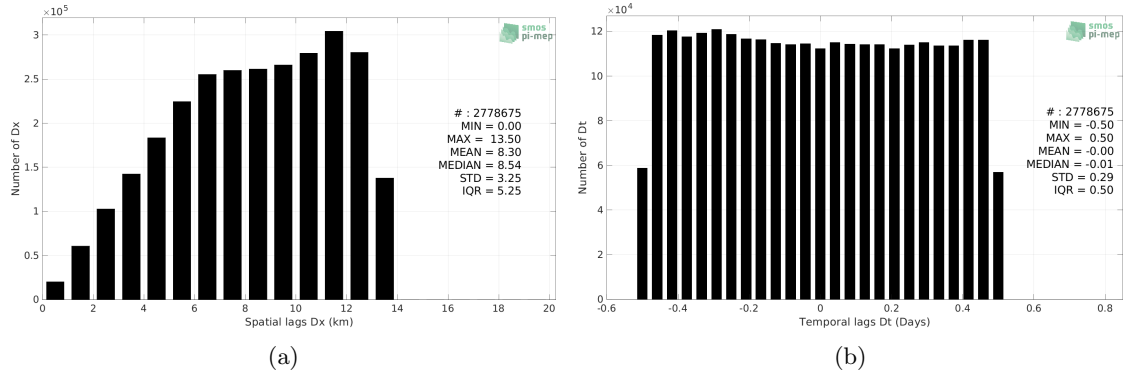 ×10⁵
3
2.5
2
1.5
1
0.5
0
Number of Dx
smos
pi-mep
# : 2778675
MIN = 0.00
MAX = 13.50
MEAN = 8.30
MEDIAN = 8.54
STD = 3.25
IQR = 5.25
0 2 4 6 8 10 12 14 16 18 20
Spatial lags Dx (km)
(a)
×10⁴
12
10
8
6
4
2
0
Number of Dt
smos
pi-mep
# : 2778675
MIN = -0.50
MAX = 0.50
MEAN = -0.00
MEDIAN = -0.01
STD = 0.29
IQR = 0.50
-0.6 -0.4 -0.2 0 0.2 0.4 0.6 0.8
Temporal lags Dt (Days)
(b)